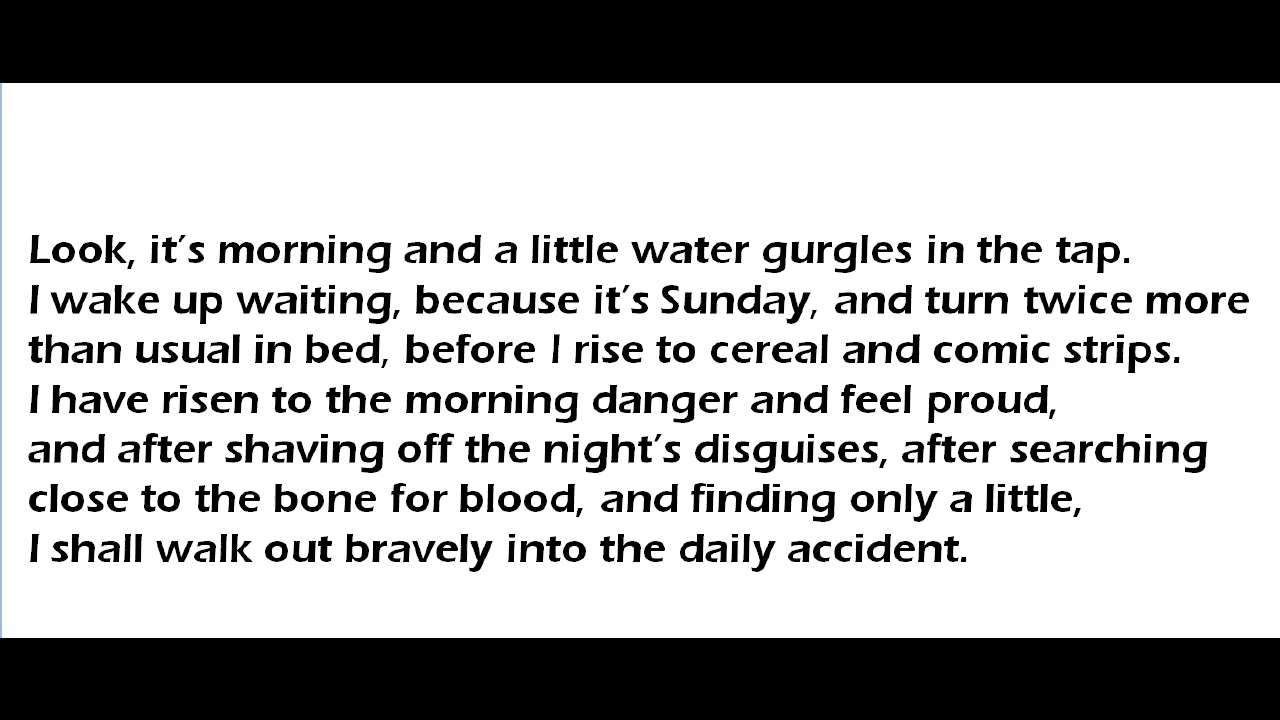 Look, it’s morning and a little water gurgles in the tap.
I wake up waiting, because it’s Sunday, and turn twice more
than usual in bed, before I rise to cereal and comic strips.
I have risen to the morning danger and feel proud,
and after shaving off the night’s disguises, after searching
close to the bone for blood, and finding only a little,
I shall walk out bravely into the daily accident.